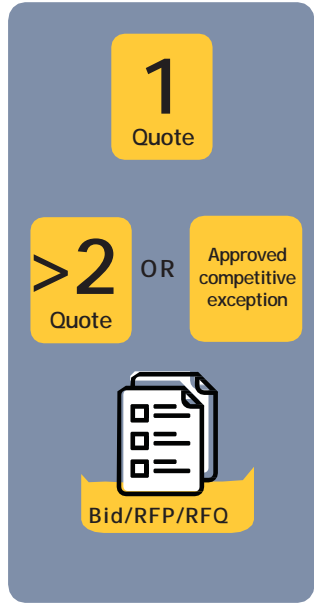 1
Quote
>2
Quote
OR
Approved
competitive
exception
Bid/RFP/RFQ